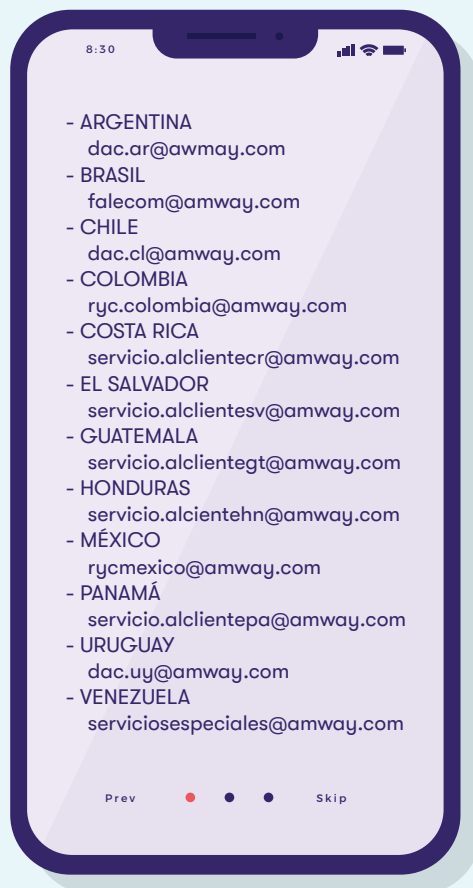 8:30
- ARGENTINA
dac.ar@awmay.com
- BRASIL
falecom@amway.com
- CHILE
dac.cl@amway.com
- COLOMBIA
ryc.colombia@amway.com
- COSTA RICA
servicio.alclientecr@amway.com
- EL SALVADOR
servicio.alclientesv@amway.com
- GUATEMALA
servicio.alclientegt@amway.com
- HONDURAS
servicio.alcientehn@amway.com
- MÉXICO
rycmexico@amway.com
- PANAMÁ
servicio.alclientepa@amway.com
- URUGUAY
dac.uy@amway.com
- VENEZUELA
serviciosespeciales@amway.com
Prev Skip